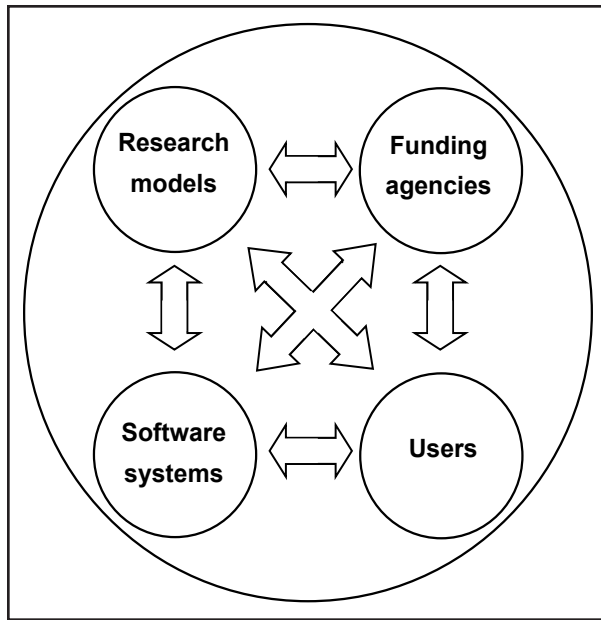 Research
models
Funding
agencies
Software
systems
Users